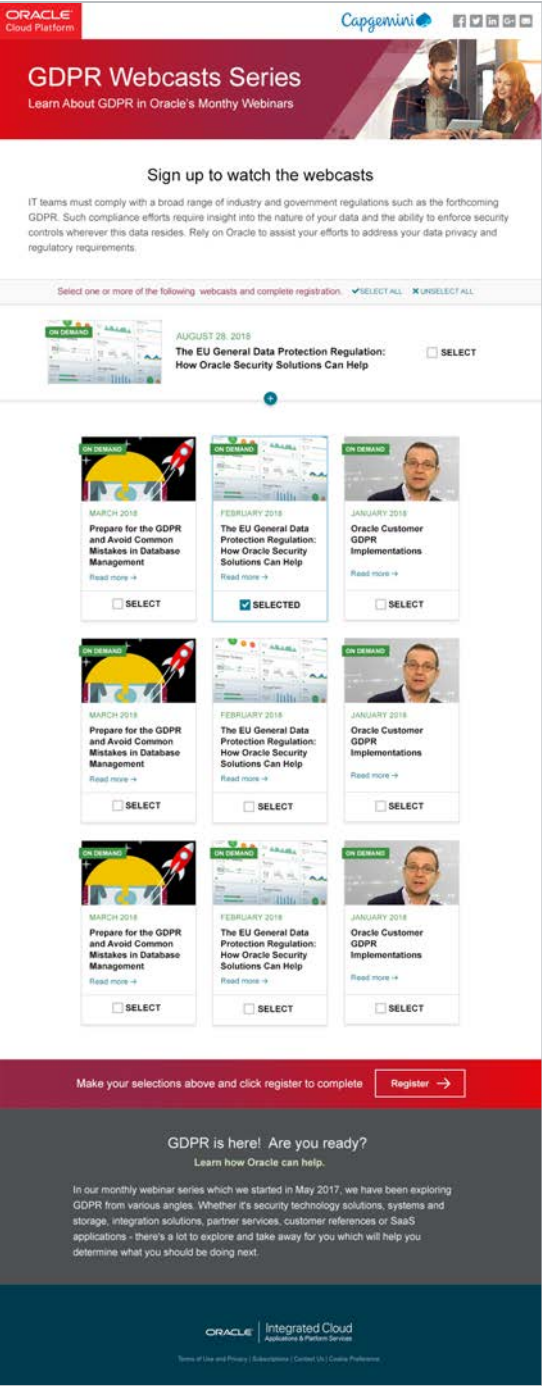 ORACLE
Cloud Platform
Capgemini
GDPR Webcasts Series
Learn About GDPR in Oracle's Monthy Webinars
Sign up to watch the webcasts
IT teams must comply with a broad range of industry and government regulations such as the forthcoming
GDPR. Such compliance efforts require insight into the nature of your data and the ability to enforce security
controls wherever this data resides. Rely on Oracle to assist your efforts to address your data privacy and
regulatory requirements.
Select one or more of the following webcasts and complete registration. SELECT ALL UNSELECT ALL
ON DEMAND
AUGUST 28, 2018
The EU General Data Protection Regulation:
How Oracle Security Solutions Can Help
SELECT
ON DEMAND
MARCH 2018
Prepare for the GDPR
and Avoid Common
Mistakes in Database
Management
Read more →
SELECT
ON DEMAND
FEBRUARY 2018
The EU General Data
Protection Regulation:
How Oracle Security
Solutions Can Help
Read more →
SELECTED
ON DEMAND
JANUARY 2018
Oracle Customer
GDPR
Implementations
Read more →
SELECT
ON DEMAND
MARCH 2018
Prepare for the GDPR
and Avoid Common
Mistakes in Database
Management
Read more →
SELECT
FEBRUARY 2018
The EU General Data
Protection Regulation:
How Oracle Security
Solutions Can Help
Read more →
SELECT
ON DEMAND
JANUARY 2018
Oracle Customer
GDPR
Implementations
Read more →
SELECT
ON DEMAND
MARCH 2018
Prepare for the GDPR
and Avoid Common
Mistakes in Database
Management
Read more →
SELECT
ON DEMAND
FEBRUARY 2018
The EU General Data
Protection Regulation:
How Oracle Security
Solutions Can Help
Read more →
SELECT
ON DEMAND
JANUARY 2018
Oracle Customer
GDPR
Implementations
Read more →
SELECT
Make your selections above and click register to complete
Register →
GDPR is here! Are you ready?
Learn how Oracle can help.
In our monthly webinar series which we started in May 2017, we have been exploring
GDPR from various angles. Whether it's security technology solutions, systems and
storage, integration solutions, partner services, customer references or SaaS
applications - there's a lot to explore and take away for you which will help you
determine what you should be doing next.
ORACLE
Integrated Cloud
Applications & Platform Services
Terms of Use and Privacy | Subscriptions | Contact Us | Cookie Preference